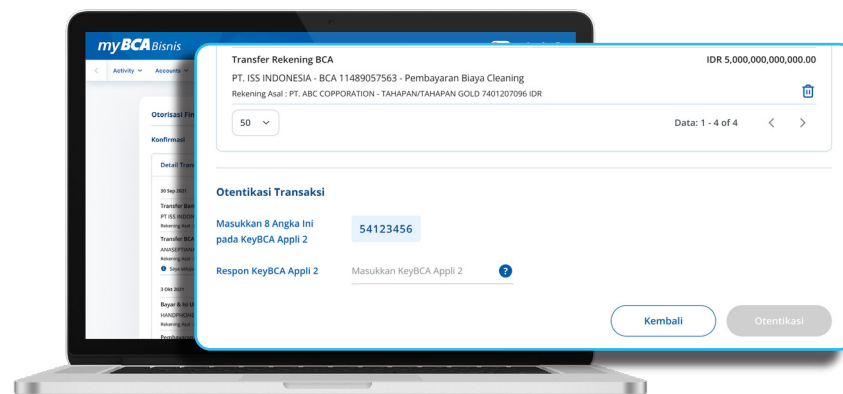 myBCA Bisnis
Activity
Accounts
Otorisasi Fin
Konfirmasi
Detail Tran
30 Sep 2021
Transfer Ban
PT ISS INDON
Rekening Asal
Transfer BCA
ANASEPTIAN
Rekening Asal
Saya setuju
3 Okt 2021
Bayar & Isi U
HANDPHONE
Rekening Asal
Pembayaran
Transfer Rekening BCA
IDR 5,000,000,000,000.00
PT. ISS INDONESIA - BCA 11489057563 - Pembayaran Biaya Cleaning
Rekening Asal : PT. ABC COPPORATION - TAHAPAN/TAHAPAN GOLD 7401207096 IDR
50
Data: 1 - 4 of 4
Otentikasi Transaksi
Masukkan 8 Angka Ini
pada KeyBCA Appli 2
54123456
Respon KeyBCA Appli 2
Masukkan KeyBCA Appli 2
?
Kembali
Otentikasi